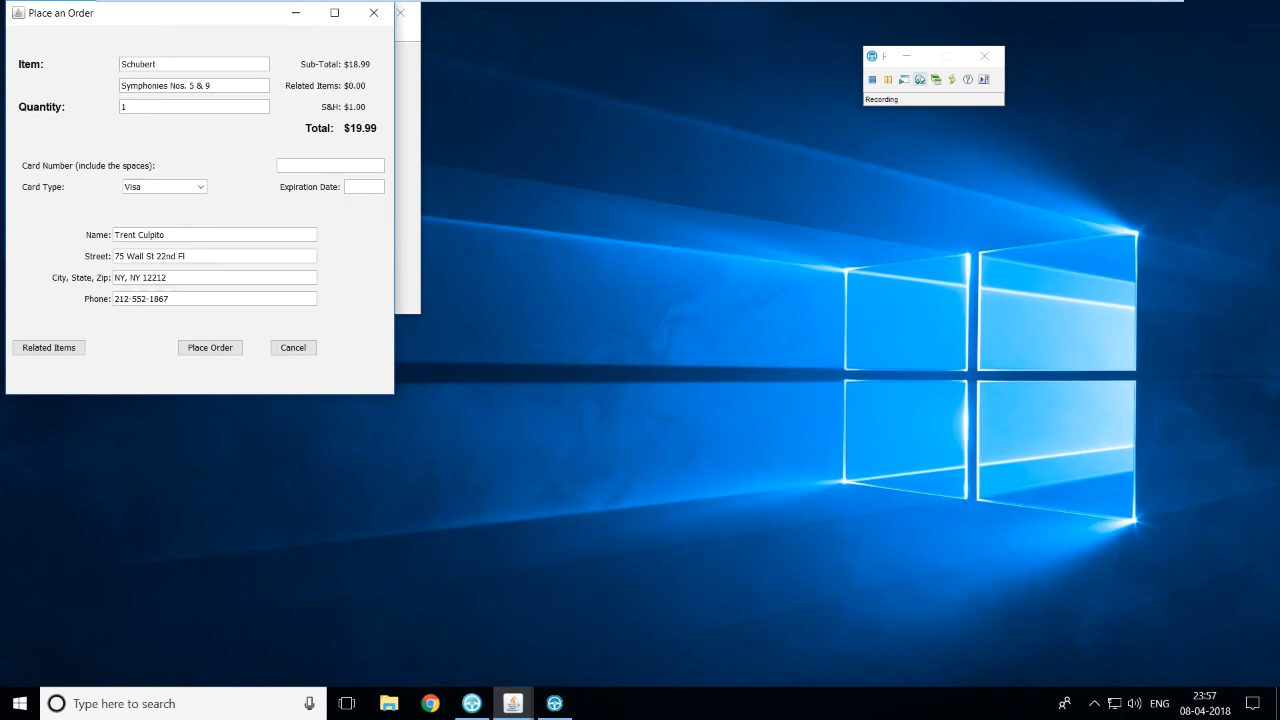 Place an Order
Item: Schubert Sub-Total: $18.99
Symphonies Nos. 5 & 9 Related Items: $0.00
Quantity: 1 S&H: $1.00
Total: $19.99
Card Number (include the spaces):
Card Type: Visa Expiration Date:
Name: Trent Culpito
Street: 75 Wall St 22nd Fl
City, State, Zip: NY, NY 12212
Phone: 212-552-1867
Related Items Place Order Cancel
Recording
Type here to search
ENG
23:57
08-04-2018